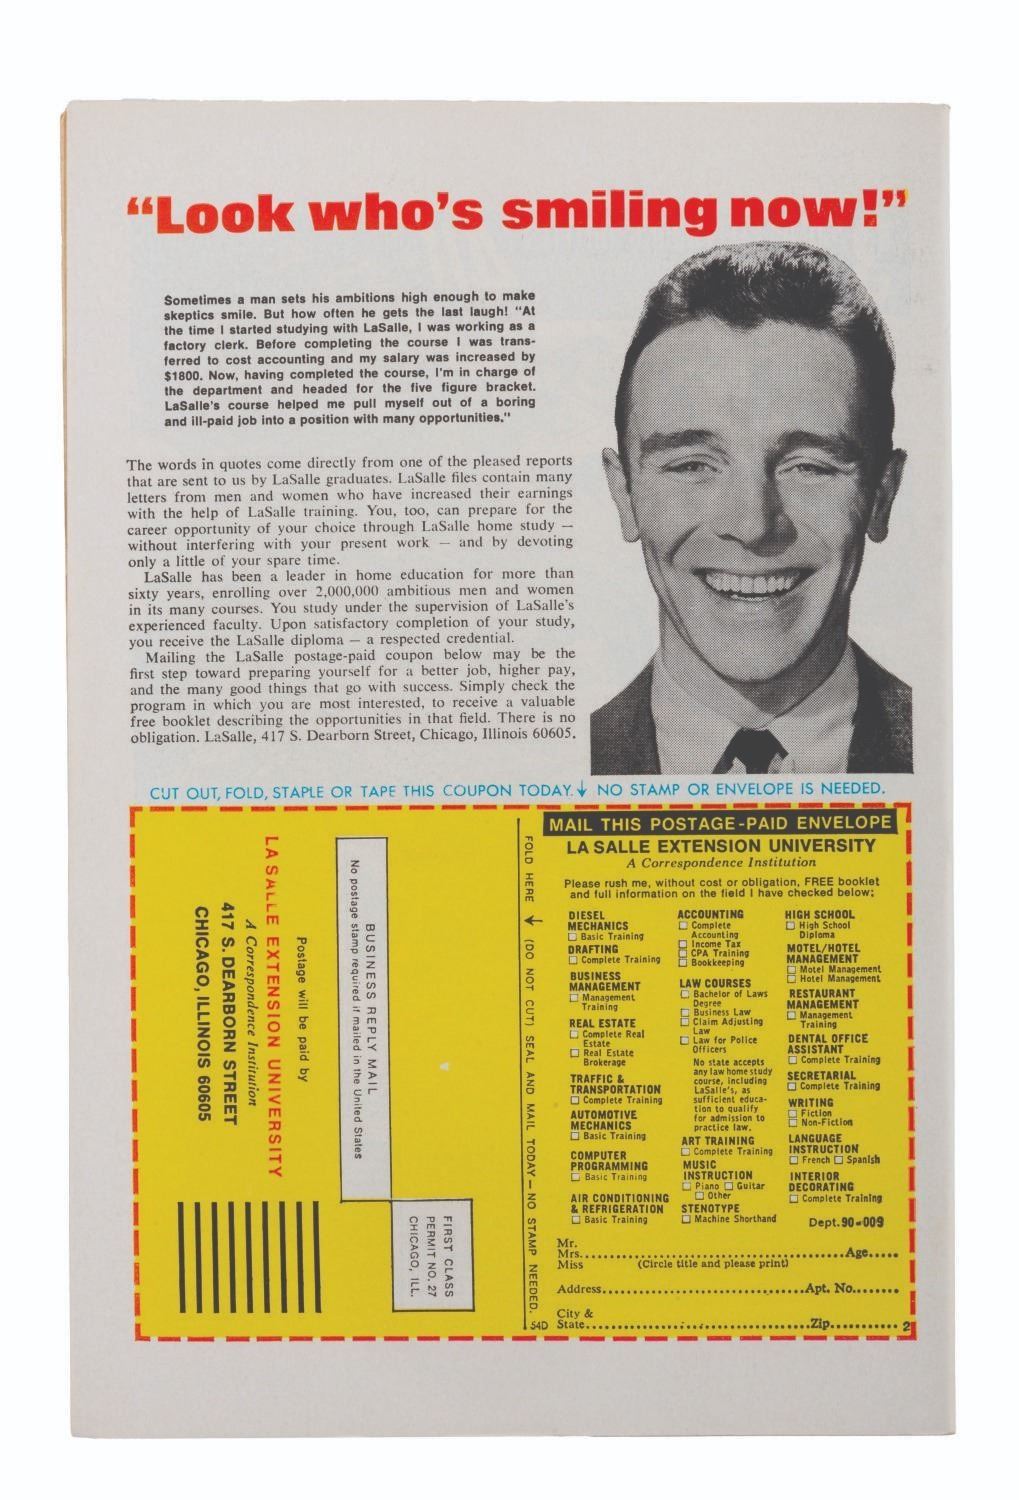 “Look who's smiling now!”
Sometimes a man sets his ambitions high enough to make
skeptics smile. But how often he gets the last laugh! "At
the time I started studying with LaSalle, I was working as a
factory clerk. Before completing the course I was trans-
ferred to cost accounting and my salary was increased by
$1800. Now, having completed the course, I'm in charge of
the department and headed for the five figure bracket.
LaSalle's course helped me pull myself out of a boring
and ill-paid job into a position with many opportunities."
The words in quotes come directly from one of the pleased reports
that are sent to us by LaSalle graduates. LaSalle files contain many
letters from men and women who have increased their earnings
with the help of LaSalle training. You, too, can prepare for the
career opportunity of your choice through LaSalle home study —
without interfering with your present work — and by devoting
only a little of your spare time.
LaSalle has been a leader in home education for more than
sixty years, enrolling over 2,000,000 ambitious men and women
in its many courses. You study under the supervision of LaSalle's
experienced faculty. Upon satisfactory completion of your study,
you receive the LaSalle diploma — a respected credential.
Mailing the LaSalle postage-paid coupon below may be the
first step toward preparing yourself for a better job, higher pay,
and the many good things that go with success. Simply check the
program in which you are most interested, to receive a valuable
free booklet describing the opportunities in that field. There is no
obligation. LaSalle, 417 S. Dearborn Street, Chicago, Illinois 60605.
CUT OUT, FOLD, STAPLE OR TAPE THIS COUPON TODAY.↓ NO STAMP OR ENVELOPE IS NEEDED.
FIRST CLASS
PERMIT NO. 27
CHICAGO, ILL.
BUSINESS REPLY MAIL
No postage stamp required if mailed in the United States
Postage will be paid by
LA SALLE EXTENSION UNIVERSITY
A Correspondence Institution
417 S. DEARBORN STREET
CHICAGO, ILLINOIS 60605
FOLD HERE ↓ (DO NOT CUT) SEAL AND MAIL TODAY—NO STAMP NEEDED.
54D
MAIL THIS POSTAGE-PAID ENVELOPE
LA SALLE EXTENSION UNIVERSITY
A Correspondence Institution
Please rush me, without cost or obligation, FREE booklet
and full information on the field I have checked below:
DIESEL
MECHANICS
☐ Basic Training
DRAFTING
☐ Complete Training
BUSINESS
MANAGEMENT
☐ Management
Training
REAL ESTATE
☐ Complete Real
Estate
☐ Real Estate
Brokerage
TRAFFIC &
TRANSPORTATION
☐ Complete Training
AUTOMOTIVE
MECHANICS
☐ Basic Training
COMPUTER
PROGRAMMING
☐ Basic Training
AIR CONDITIONING
& REFRIGERATION
☐ Basic Training
ACCOUNTING
☐ Complete
Accounting
☐ Income Tax
☐ CPA Training
☐ Bookkeeping
LAW COURSES
☐ Bachelor of Laws
Degree
☐ Business Law
☐ Claim Adjusting
Law
☐ Law for Police
Officers
No state accepts
any law home study
course, including
LaSalle's, as
sufficient educa-
tion to qualify
for admission to
practice law.
ART TRAINING
☐ Complete Training
MUSIC
INSTRUCTION
☐ Piano ☐ Guitar
☐ Other
STENOTYPE
☐ Machine Shorthand
HIGH SCHOOL
☐ High School
Diploma
MOTEL/HOTEL
MANAGEMENT
☐ Motel Management
☐ Hotel Management
RESTAURANT
MANAGEMENT
☐ Management
Training
DENTAL OFFICE
ASSISTANT
☐ Complete Training
SECRETARIAL
☐ Complete Training
WRITING
☐ Fiction
☐ Non-Fiction
LANGUAGE
INSTRUCTION
☐ French ☐ Spanish
INTERIOR
DECORATING
☐ Complete Training
Dept. 90-009
Mr.
Mrs.....Age.....
Miss (Circle title and please print)
Address.....Apt. No.....
City &
State.....Zip..... 2